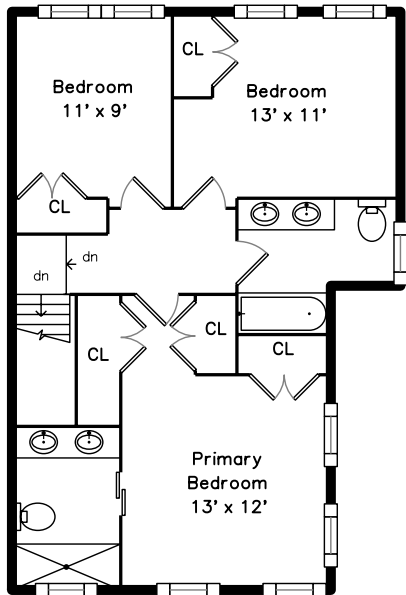 CL
Bedroom
11' x 9'
Bedroom
13' x 11'
CL
dn
dn
CL
CL
CL
Primary
Bedroom
13' x 12'